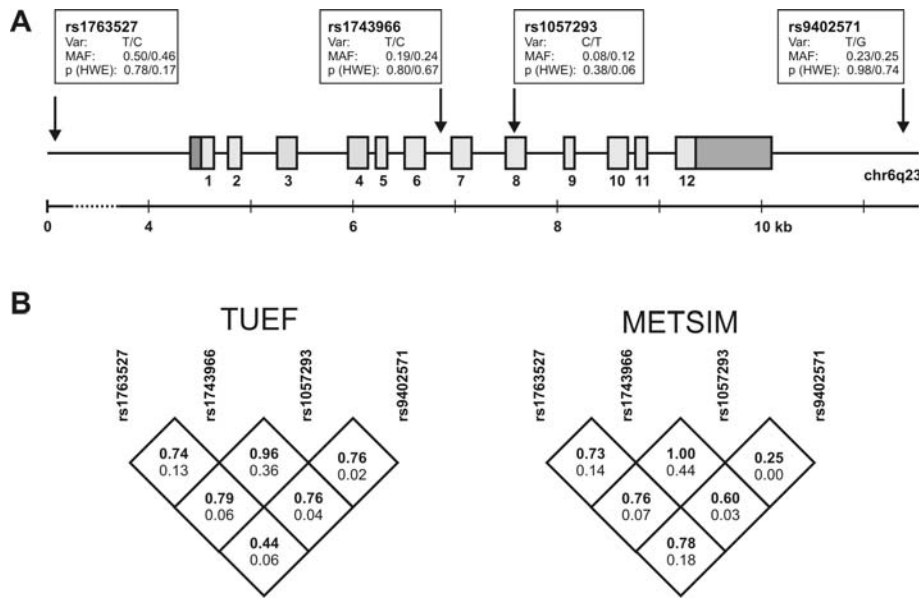 A
rs1763527
Var: T/C
MAF: 0.50/0.46
p (HWE): 0.78/0.17
rs1743966
Var: T/C
MAF: 0.19/0.24
p (HWE): 0.80/0.67
rs1057293
Var: C/T
MAF: 0.08/0.12
p (HWE): 0.38/0.06
rs9402571
Var: T/G
MAF: 0.23/0.25
p (HWE): 0.98/0.74
1 2 3 4 5 6 7 8 9 10 11 12
chr6q23
0 4 6 8 10 kb
B
TUEF
rs1763527
rs1743966
rs1057293
rs9402571
0.74 0.96 0.76
0.13 0.36 0.02
0.79 0.76
0.06 0.04
0.44
0.06
METSIM
rs1763527
rs1743966
rs1057293
rs9402571
0.73 1.00 0.25
0.14 0.44 0.00
0.76 0.60
0.07 0.03
0.78
0.18